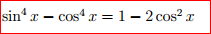 sin⁴ x − cos⁴ x = 1 − 2 cos² x